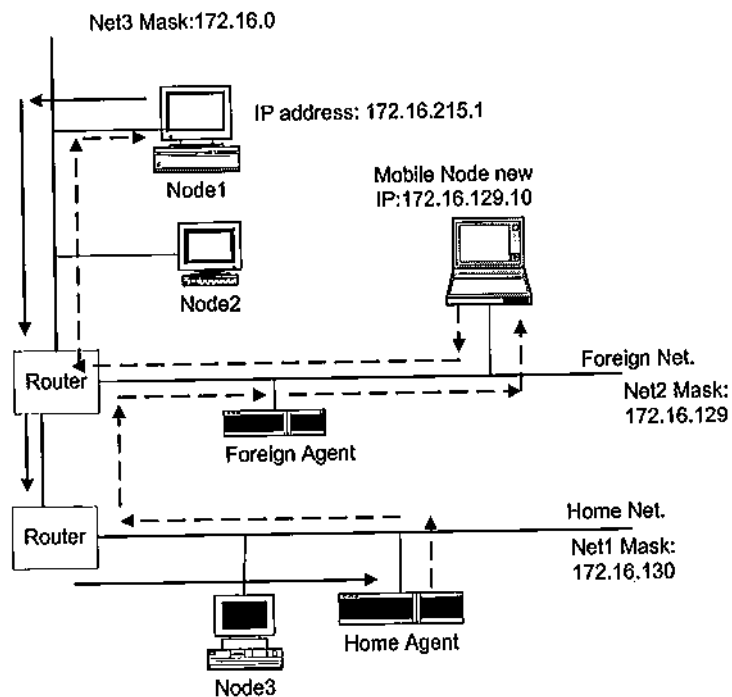 Net3 Mask:172.16.0
IP address: 172.16.215.1
Node1
Mobile Node new
IP:172.16.129.10
Node2
Router
Foreign Net.
Net2 Mask:
172.16.129
Foreign Agent
Router
Home Net.
Net1 Mask:
172.16.130
Home Agent
Node3